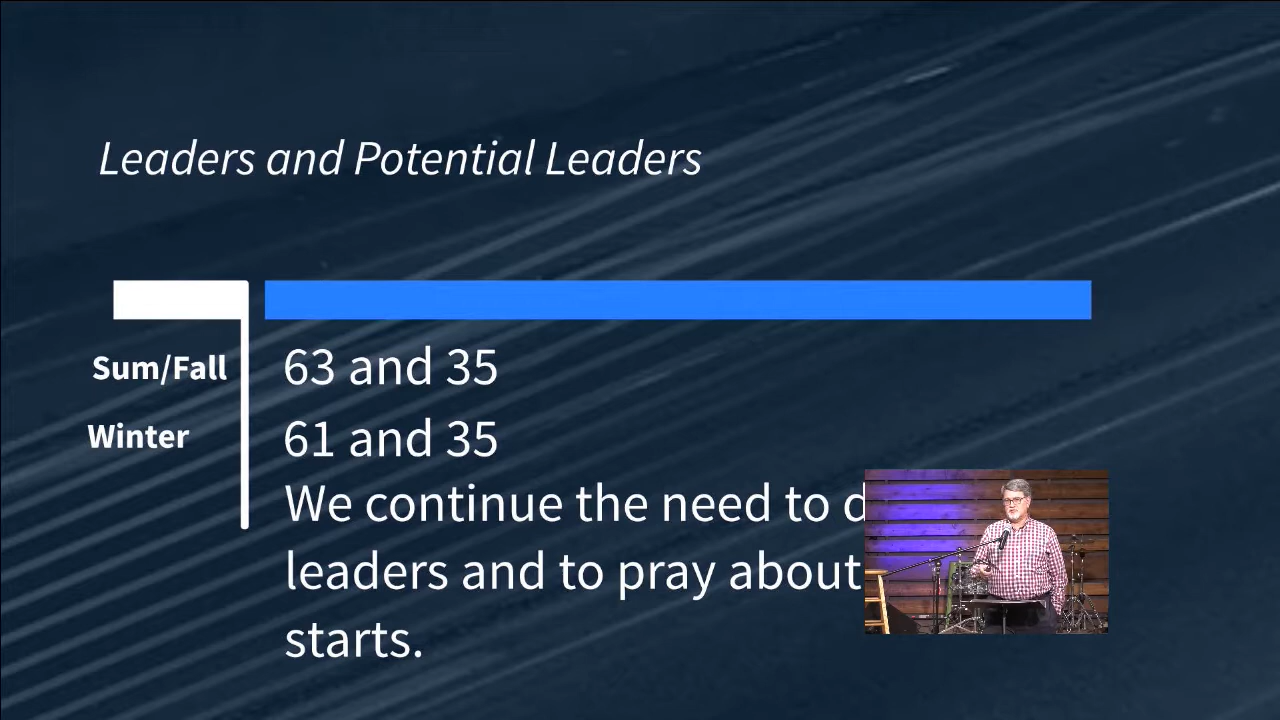 Leaders and Potential Leaders
Sum/Fall 63 and 35
Winter 61 and 35
We continue the need to
leaders and to pray about
starts.